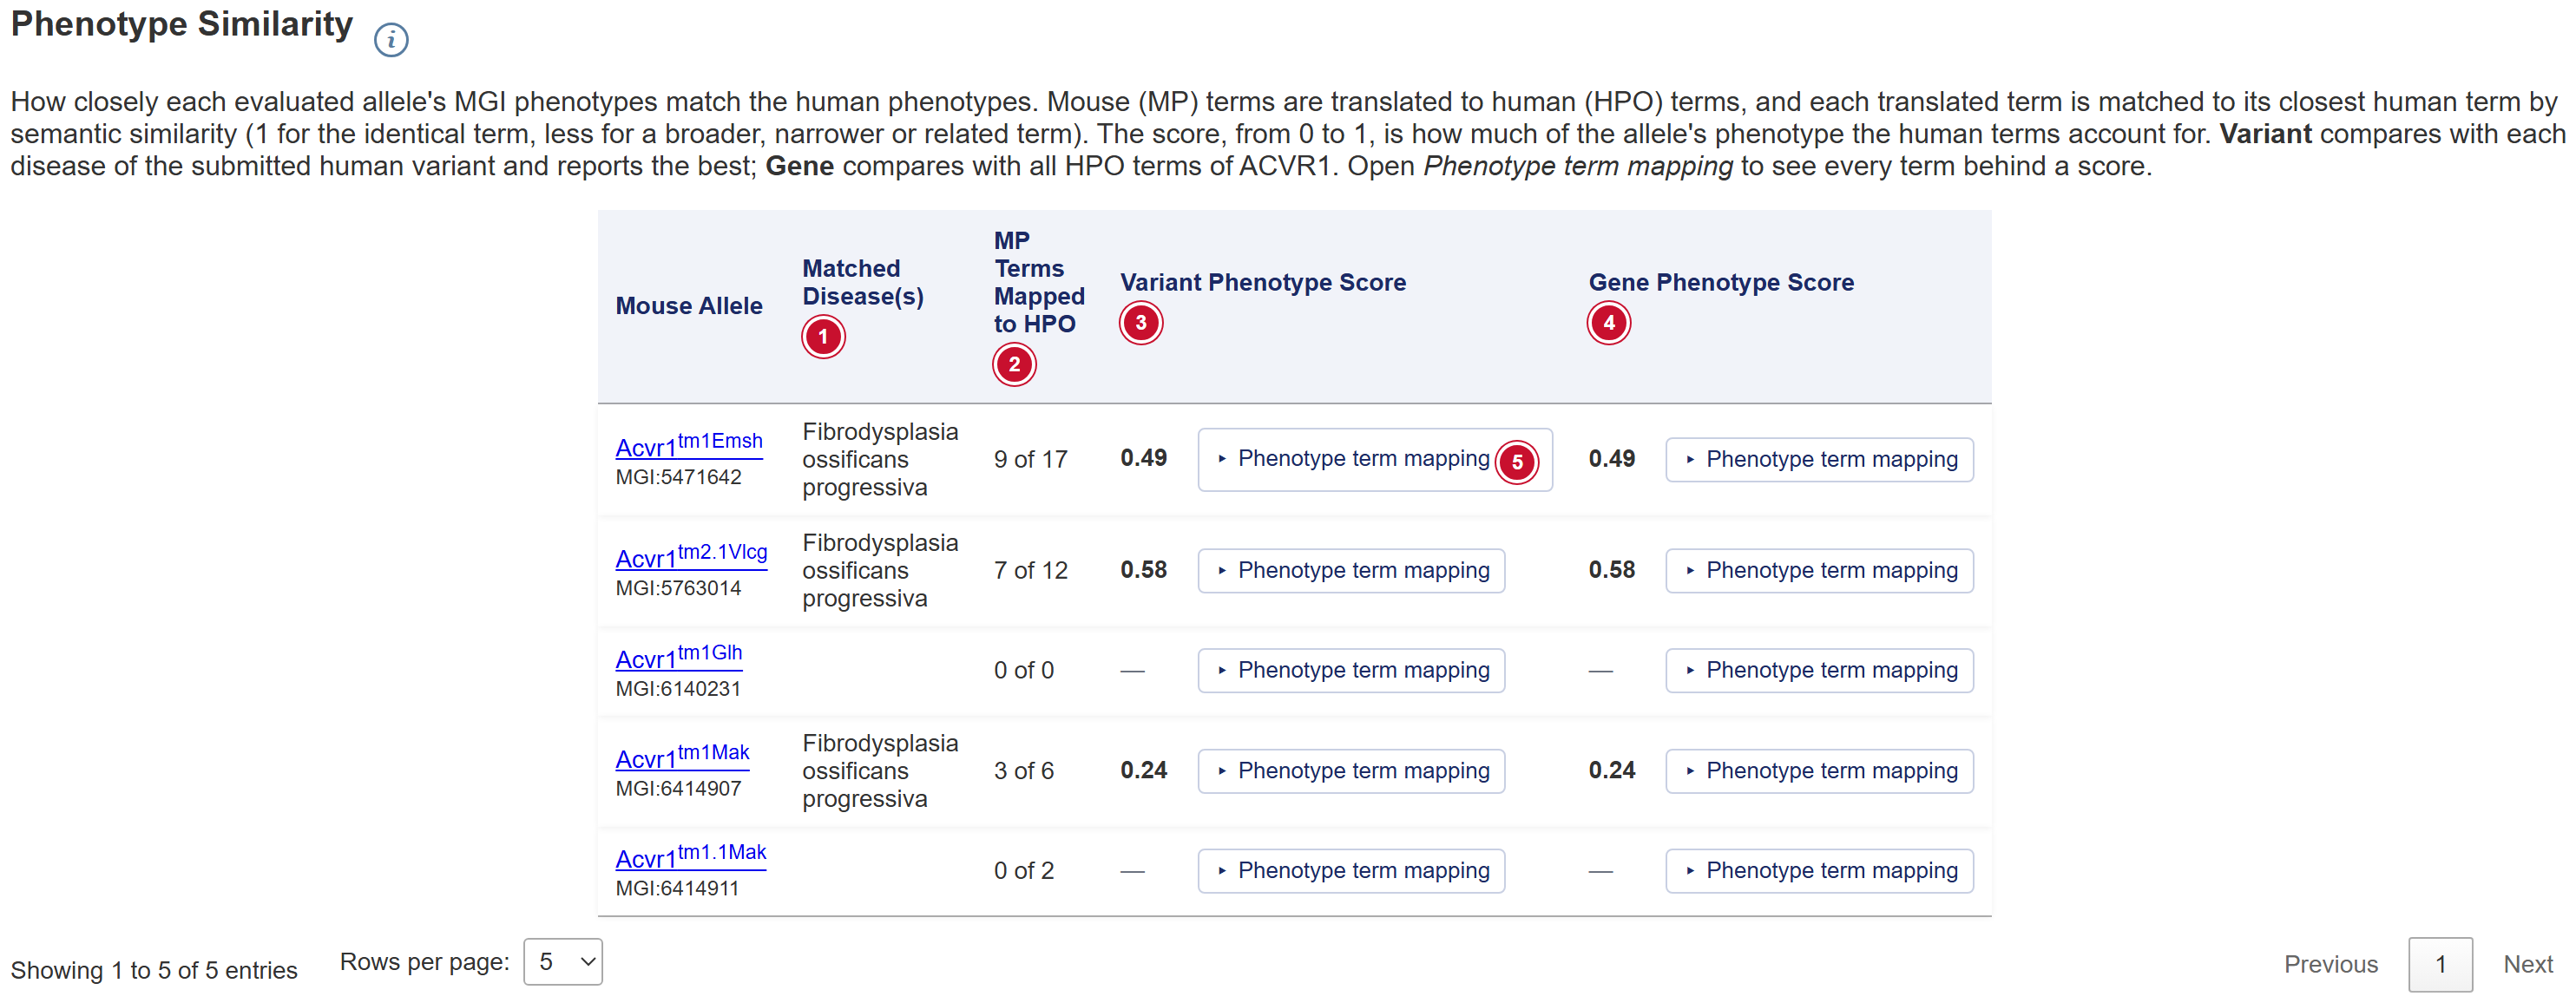 Phenotype Similarity i
How closely each evaluated allele's MGI phenotypes match the human phenotypes. Mouse (MP) terms are translated to human (HPO) terms, and each translated term is matched to its closest human term by
semantic similarity (1 for the identical term, less for a broader, narrower or related term). The score, from 0 to 1, is how much of the allele's phenotype the human terms account for. Variant compares with each
disease of the submitted human variant and reports the best; Gene compares with all HPO terms of ACVR1. Open Phenotype term mapping to see every term behind a score.
Mouse Allele
Matched
Disease(s)
1
MP
Terms
Mapped
to HPO
2
Variant Phenotype Score
3
Gene Phenotype Score
4
Acvr1tm1Emsh
MGI:5471642
Fibrodysplasia
ossificans
progressiva
9 of 17
0.49
▸ Phenotype term mapping 5
0.49
▸ Phenotype term mapping
Acvr1tm2.1Vlcg
MGI:5763014
Fibrodysplasia
ossificans
progressiva
7 of 12
0.58
▸ Phenotype term mapping
0.58
▸ Phenotype term mapping
Acvr1tm1Glh
MGI:6140231
0 of 0
—
▸ Phenotype term mapping
—
▸ Phenotype term mapping
Acvr1tm1Mak
MGI:6414907
Fibrodysplasia
ossificans
progressiva
3 of 6
0.24
▸ Phenotype term mapping
0.24
▸ Phenotype term mapping
Acvr1tm1.1Mak
MGI:6414911
0 of 2
—
▸ Phenotype term mapping
—
▸ Phenotype term mapping
Showing 1 to 5 of 5 entries
Rows per page: 5
Previous 1 Next